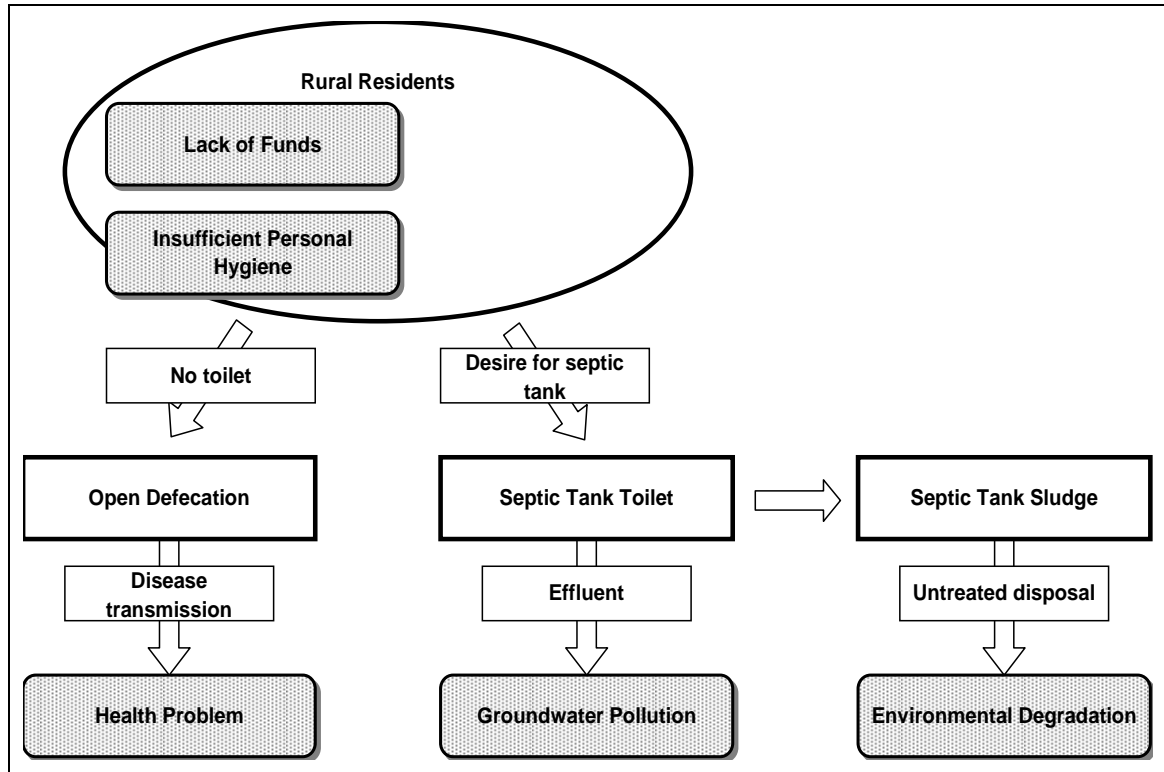 Rural Residents
Lack of Funds
Insufficient Personal
Hygiene
No toilet
Desire for septic
tank
Open Defecation
Septic Tank Toilet
Septic Tank Sludge
Disease
transmission
Effluent
Untreated disposal
Health Problem
Groundwater Pollution
Environmental Degradation